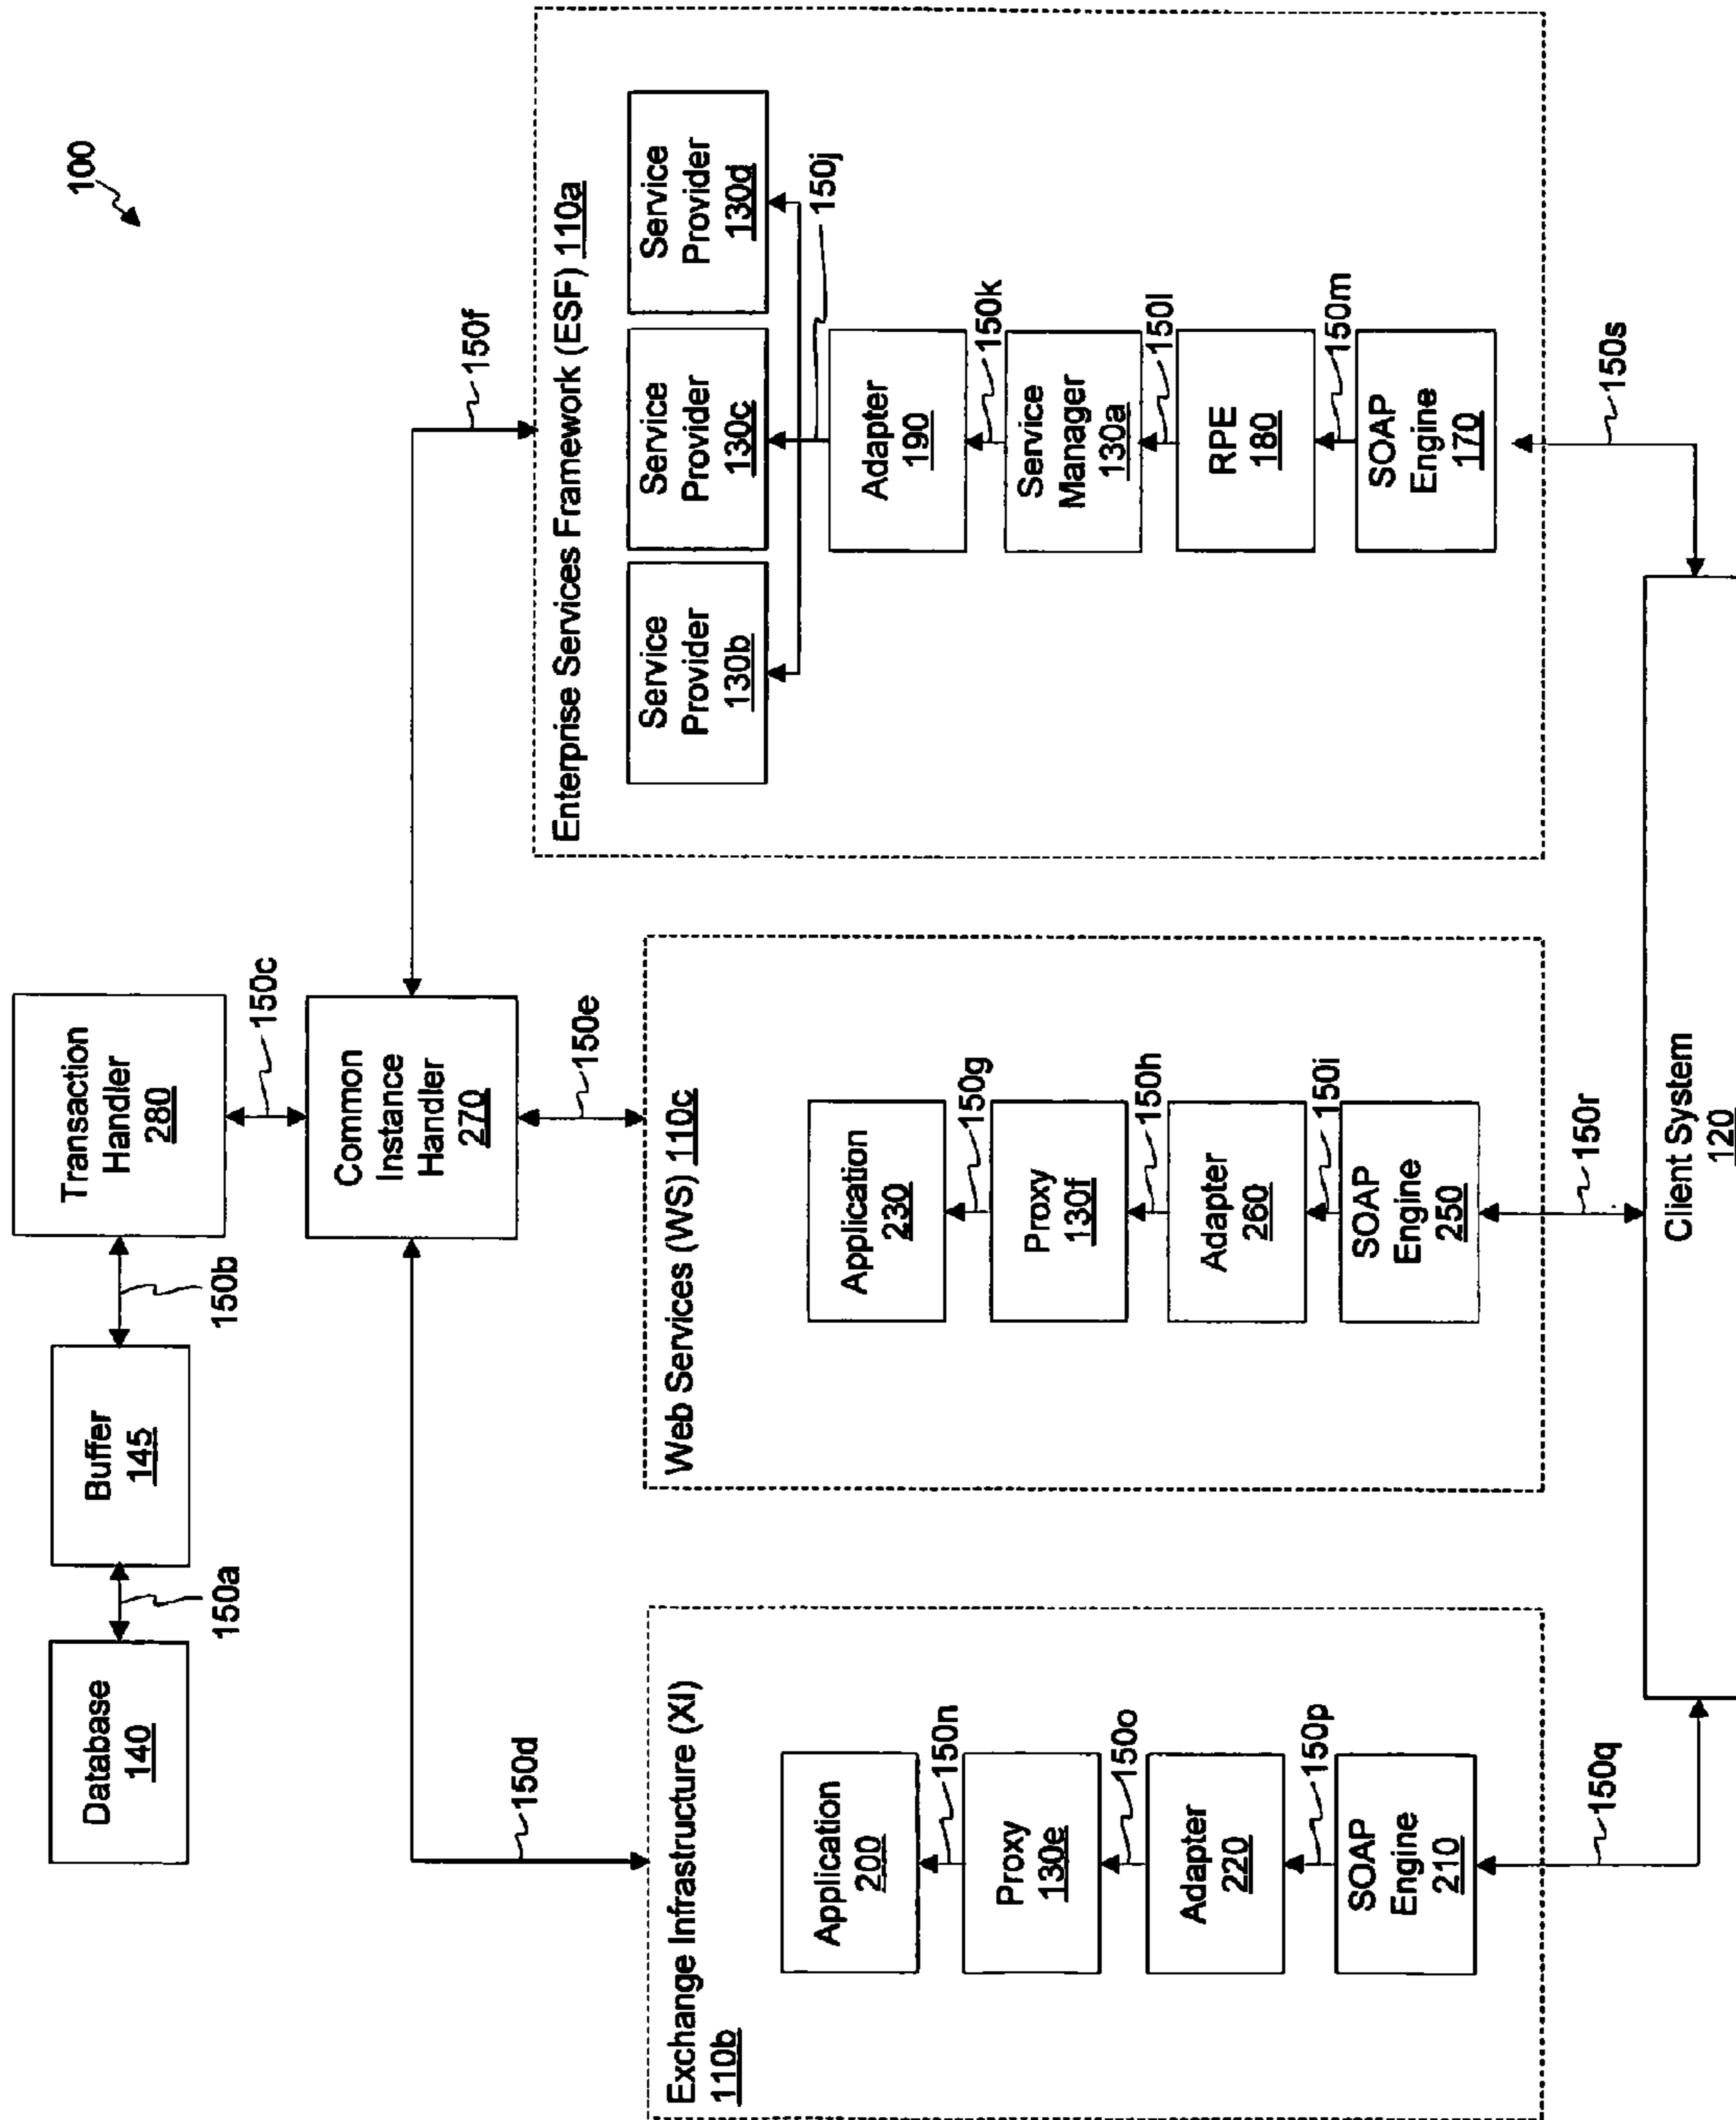 100
Database
140
150a
Buffer
145
150b
Transaction
Handler
280
150c
Common
Instance
Handler
270
150d
150e
150f
Exchange Infrastructure (XI)
110b
Application
200
150n
Proxy
130e
150o
Adapter
220
150p
SOAP
Engine
210
150q
Web Services (WS) 110c
Application
230
150g
Proxy
130f
150h
Adapter
260
150i
SOAP
Engine
250
150r
Enterprise Services Framework (ESF) 110a
Service
Provider
130b
Service
Provider
130c
Service
Provider
130d
150j
Adapter
190
150k
Service
Manager
130a
150l
RPE
180
150m
SOAP
Engine
170
150s
Client System
120